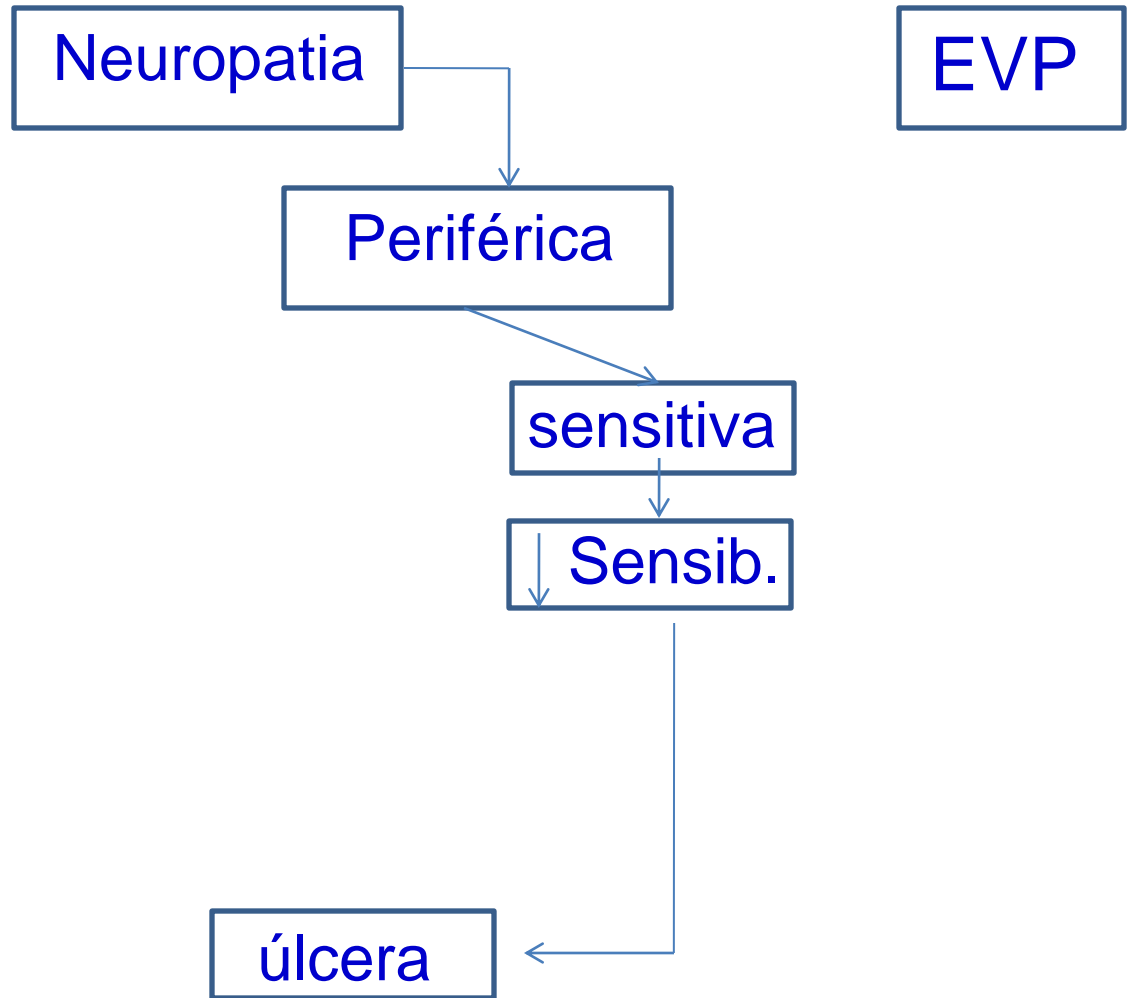 Neuropatia
EVP
Periférica
sensitiva
Sensib.
úlcera